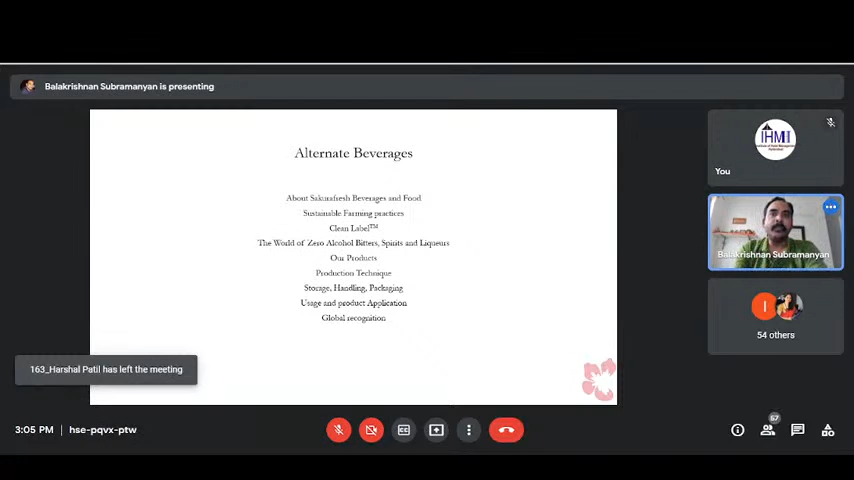 Balakrishnan Subramanyan is presenting
Alternate Beverages
About Sakurafresh Beverages and Food
Sustainable Farming practices
Clean Label™
The World of Zero Alcohol Bitters, Spirits and Liqueurs
Our Products
Production Technique
Storage, Handling, Packaging
Usage and product Application
Global recognition
IHM
You
Balakrishnan Subramanyan
I
54 others
163_Harshal Patil has left the meeting
3:05 PM | hse-pqvx-ptw
57